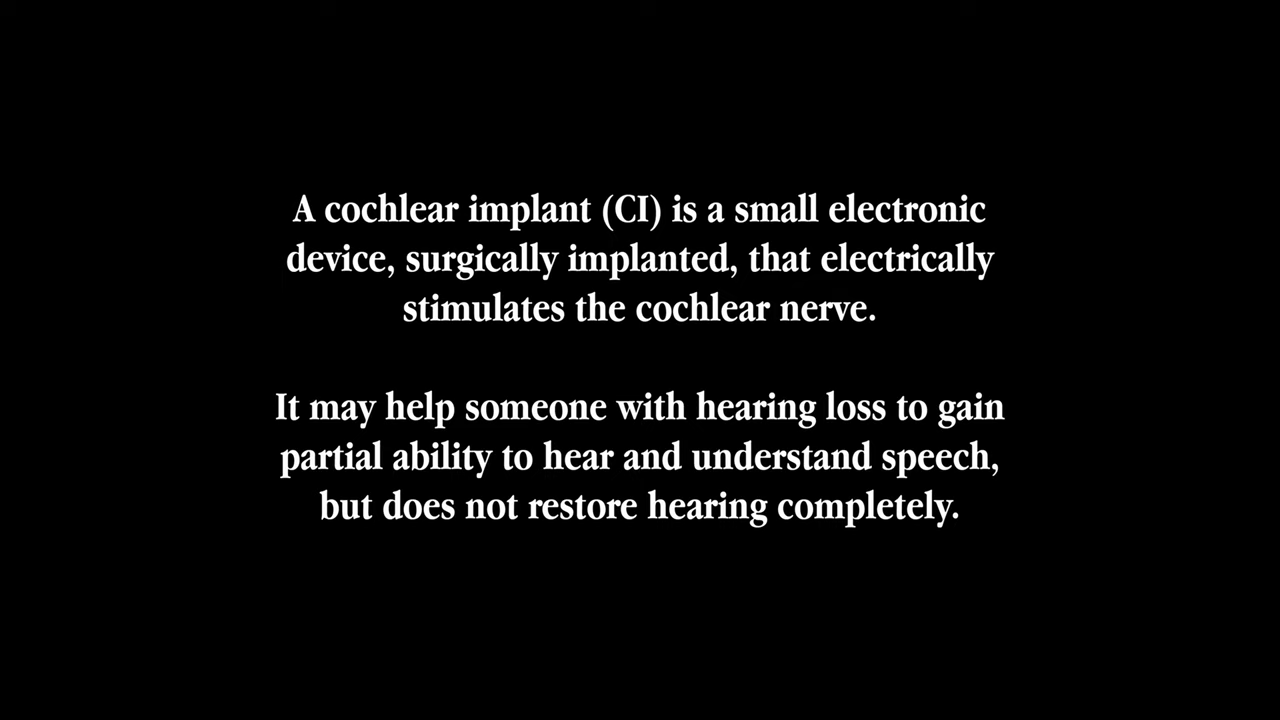 A cochlear implant (CI) is a small electronic
device, surgically implanted, that electrically
stimulates the cochlear nerve.
It may help someone with hearing loss to gain
partial ability to hear and understand speech,
but does not restore hearing completely.